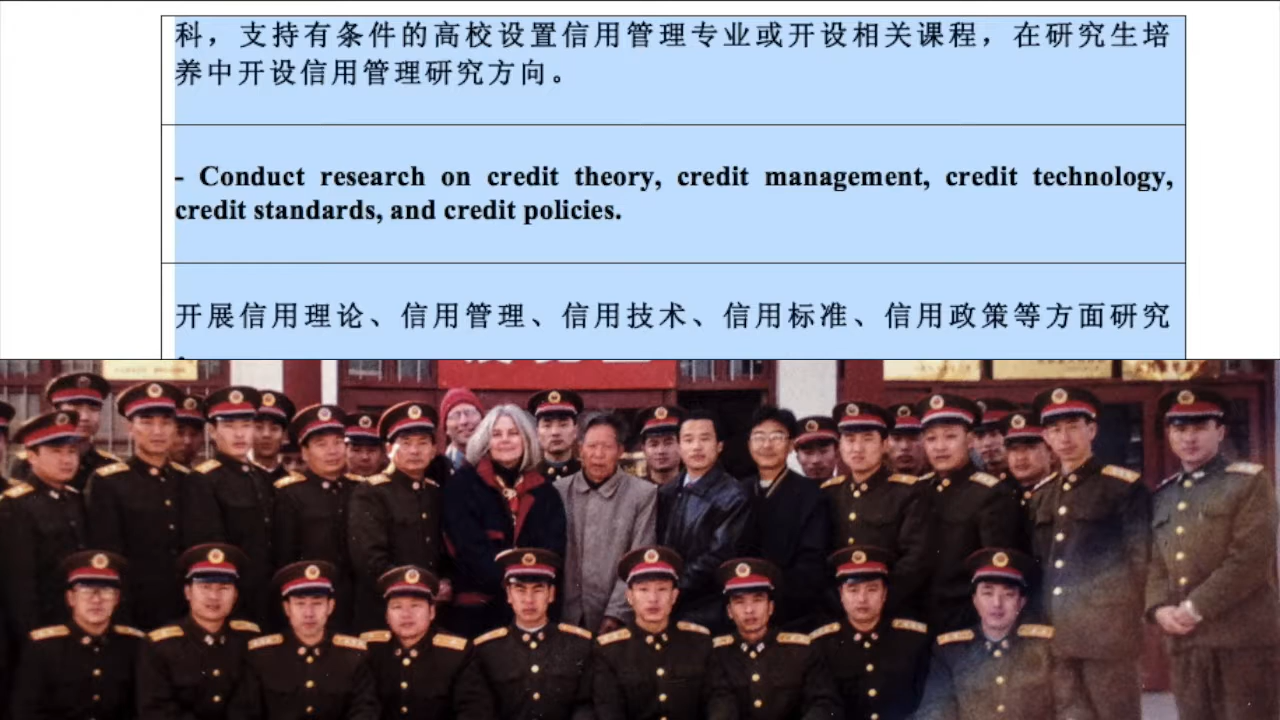 科，支持有条件的高校设置信用管理专业或开设相关课程，在研究生培
养中开设信用管理研究方向。
- Conduct research on credit theory, credit management, credit technology,
credit standards, and credit policies.
开展信用理论、信用管理、信用技术、信用标准、信用政策等方面研究